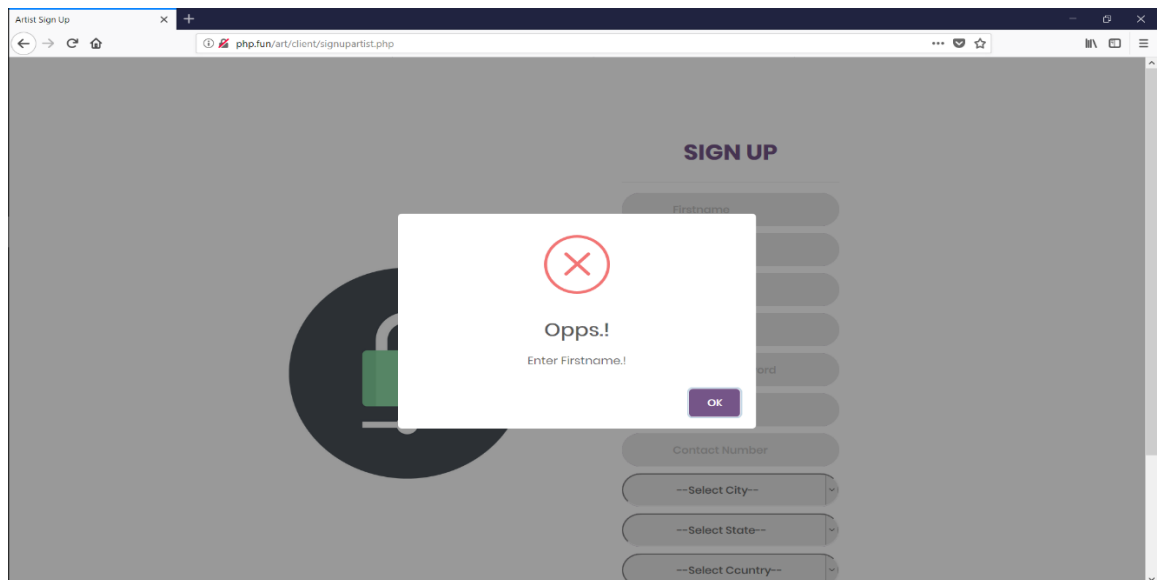 Artist Sign Up
php.fun/art/client/signupartist.php
SIGN UP
Firstname
Opps.!
Enter Firstname.!
OK
ord
Contact Number
--Select City--
--Select State--
--Select Country--